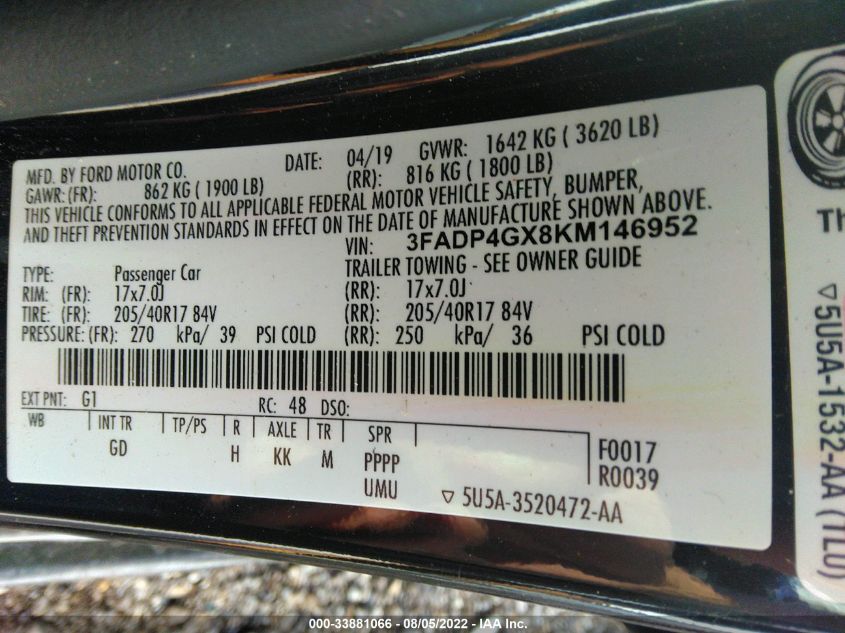 MFD. BY FORD MOTOR CO. DATE: 04/19 GVWR: 1642 KG ( 3620 LB)
GAWR: (FR): 862 KG ( 1900 LB) (RR): 816 KG ( 1800 LB)
THIS VEHICLE CONFORMS TO ALL APPLICABLE FEDERAL MOTOR VEHICLE SAFETY, BUMPER,
AND THEFT PREVENTION STANDARDS IN EFFECT ON THE DATE OF MANUFACTURE SHOWN ABOVE.
VIN: 3FADP4GX8KM146952
TYPE: Passenger Car TRAILER TOWING - SEE OWNER GUIDE
RIM: (FR): 17x7.0J (RR): 17x7.0J
TIRE: (FR): 205/40R17 84V (RR): 205/40R17 84V
PRESSURE: (FR): 270 kPa/ 39 PSI COLD (RR): 250 kPa/ 36 PSI COLD
EXT PNT: G1 RC: 48 DSO:
WB INT TR TP/PS R AXLE TR SPR
GD H KK M PPPP
UMU
F0017
R0039
▽ 5U5A-3520472-AA
Th
▽ 5U5A-1532-AA (TLU)
000-33881066 - 08/05/2022 - IAA Inc.